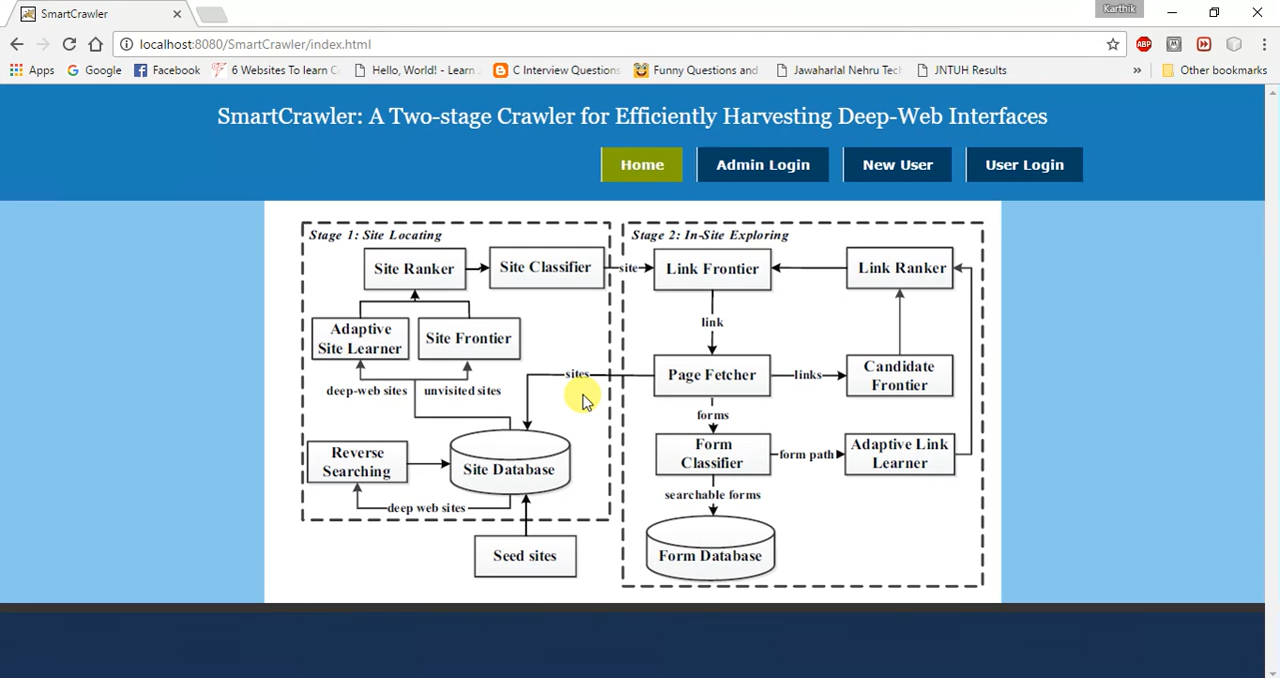 SmartCrawler
Karthik
localhost:8080/SmartCrawler/index.html
ABP
Apps Google Facebook 6 Websites To learn C Hello, World! - Learn C Interview Questions Funny Questions and Jawaharlal Nehru Tec JNTUH Results » Other bookmarks
SmartCrawler: A Two-stage Crawler for Efficiently Harvesting Deep-Web Interfaces
Home Admin Login New User User Login
Stage 1: Site Locating
Site Ranker
Site Classifier
Adaptive
Site Learner
Site Frontier
deep-web sites
unvisited sites
Reverse
Searching
Site Database
deep web sites
Seed sites
site
sites
Stage 2: In-Site Exploring
Link Frontier
Link Ranker
link
Page Fetcher
links
Candidate
Frontier
forms
Form
Classifier
form path
Adaptive Link
Learner
searchable forms
Form Database